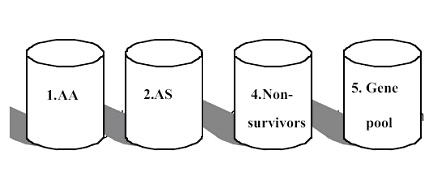 1.AA
2.AS
4.Non-
survivors
5. Gene
pool